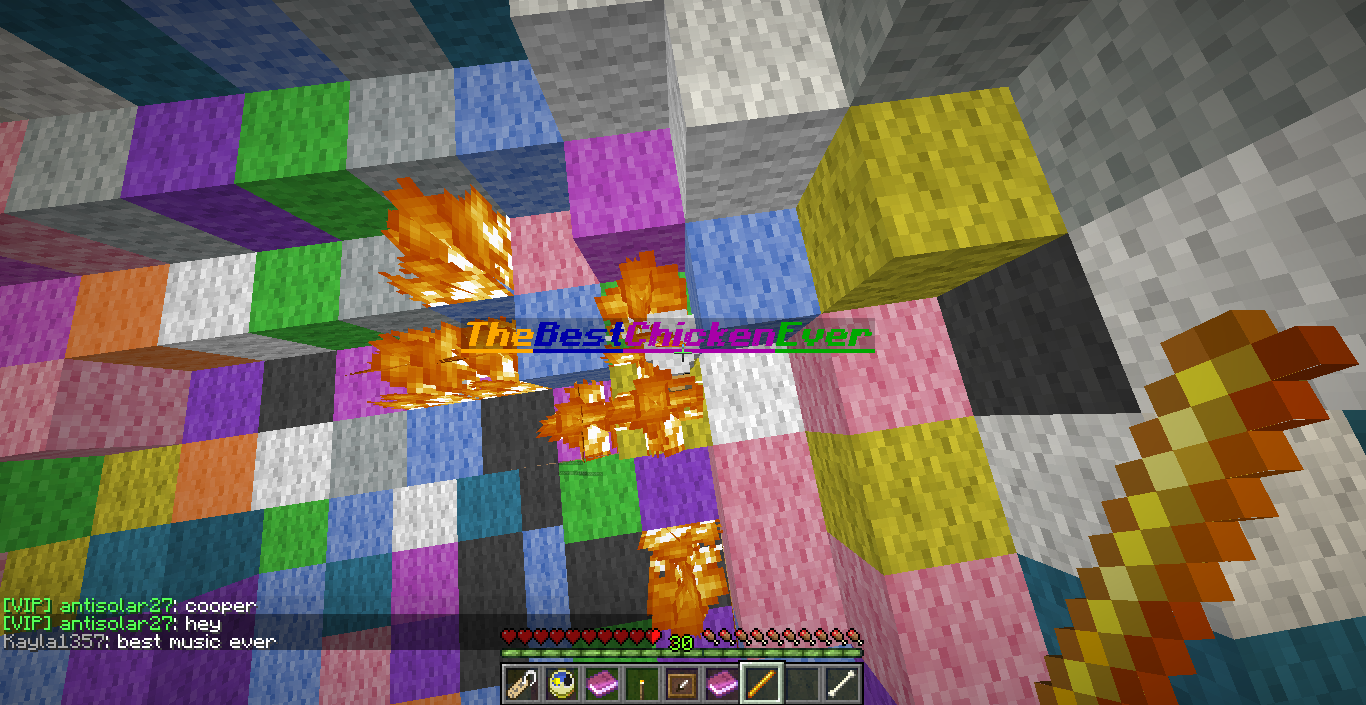 TheBestChickenEver
[VIP] antisolar27: cooper
[VIP] antisolar27: hey
Kayla1357: best music ever
30